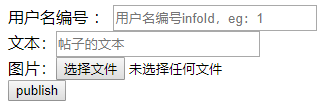 用户名编号 ： 用户名编号infold，eg: 1
文本：帖子的文本
图片：选择文件 未选择任何文件
publish